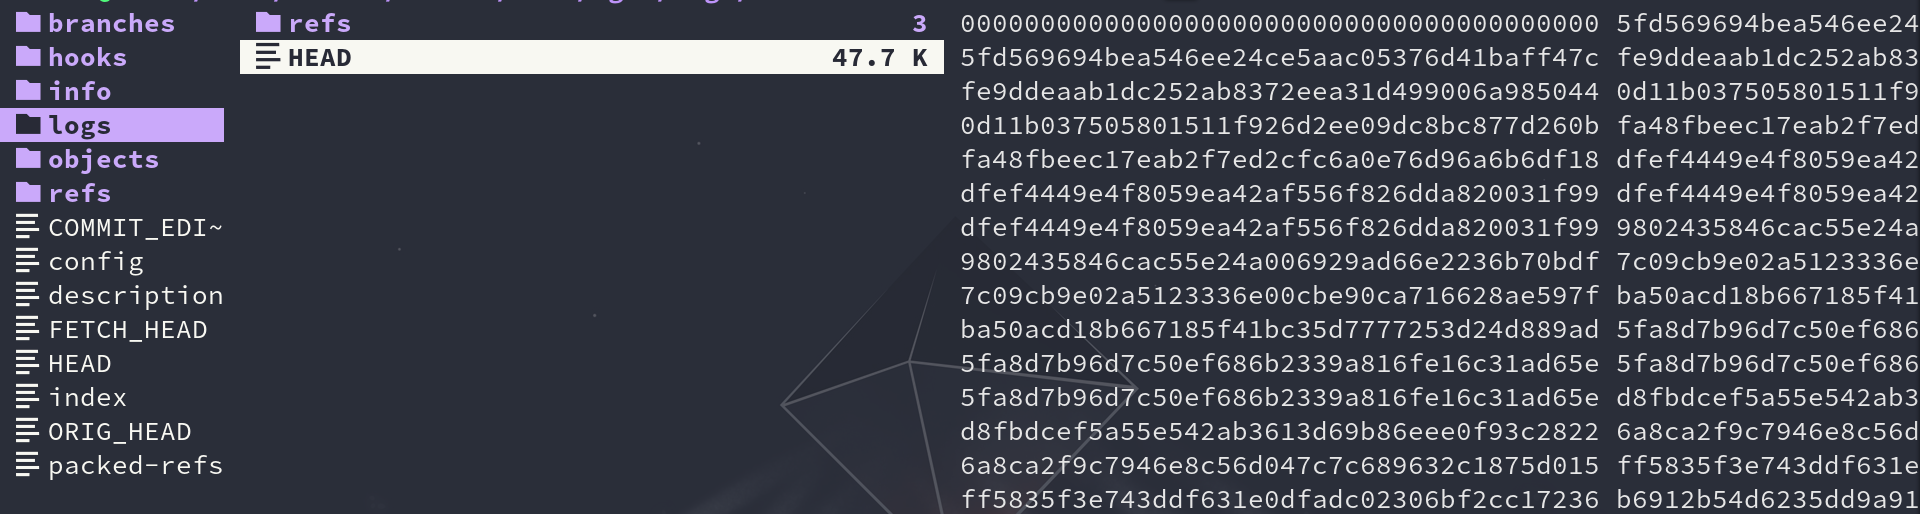 branches
hooks
info
logs
objects
refs
COMMIT_EDI~
config
description
FETCH_HEAD
HEAD
index
ORIG_HEAD
packed-refs
refs 3
HEAD 47.7 K
0000000000000000000000000000000000000000 5fd569694bea546ee24
5fd569694bea546ee24ce5aac05376d41baff47c fe9ddeaab1dc252ab83
fe9ddeaab1dc252ab8372eea31d499006a985044 0d11b037505801511f9
0d11b037505801511f926d2ee09dc8bc877d260b fa48fbeec17eab2f7ed
fa48fbeec17eab2f7ed2cfc6a0e76d96a6b6df18 dfef4449e4f8059ea42
dfef4449e4f8059ea42af556f826dda820031f99 dfef4449e4f8059ea42
dfef4449e4f8059ea42af556f826dda820031f99 9802435846cac55e24a
9802435846cac55e24a006929ad66e2236b70bdf 7c09cb9e02a5123336e
7c09cb9e02a5123336e00cbe90ca716628ae597f ba50acd18b667185f41
ba50acd18b667185f41bc35d7777253d24d889ad 5fa8d7b96d7c50ef686
5fa8d7b96d7c50ef686b2339a816fe16c31ad65e 5fa8d7b96d7c50ef686
5fa8d7b96d7c50ef686b2339a816fe16c31ad65e d8fbdcef5a55e542ab3
d8fbdcef5a55e542ab3613d69b86eee0f93c2822 6a8ca2f9c7946e8c56d
6a8ca2f9c7946e8c56d047c7c689632c1875d015 ff5835f3e743ddf631e
ff5835f3e743ddf631e0dfadc02306bf2cc17236 b6912b54d6235dd9a91